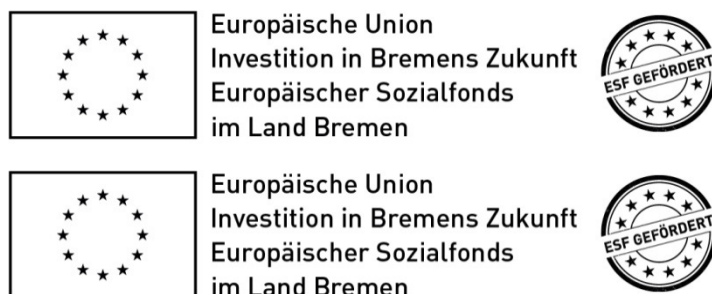 Europäische Union
Investition in Bremens Zukunft
Europäischer Sozialfonds
im Land Bremen
ESF GEFÖRDERT
Europäische Union
Investition in Bremens Zukunft
Europäischer Sozialfonds
im Land Bremen
ESF GEFÖRDERT